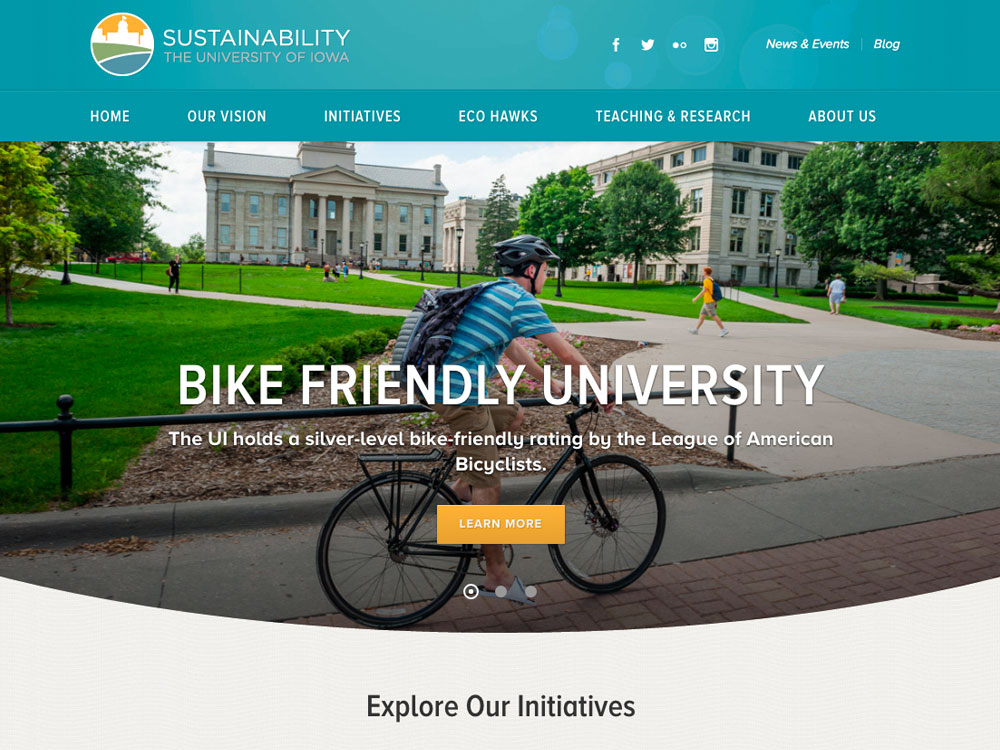 SUSTAINABILITY
THE UNIVERSITY OF IOWA
News & Events
Blog
HOME
OUR VISION
INITIATIVES
ECO HAWKS
TEACHING & RESEARCH
ABOUT US
BIKE FRIENDLY UNIVERSITY
The UI holds a silver-level bike-friendly rating by the League of American
Bicyclists.
LEARN MORE
Explore Our Initiatives